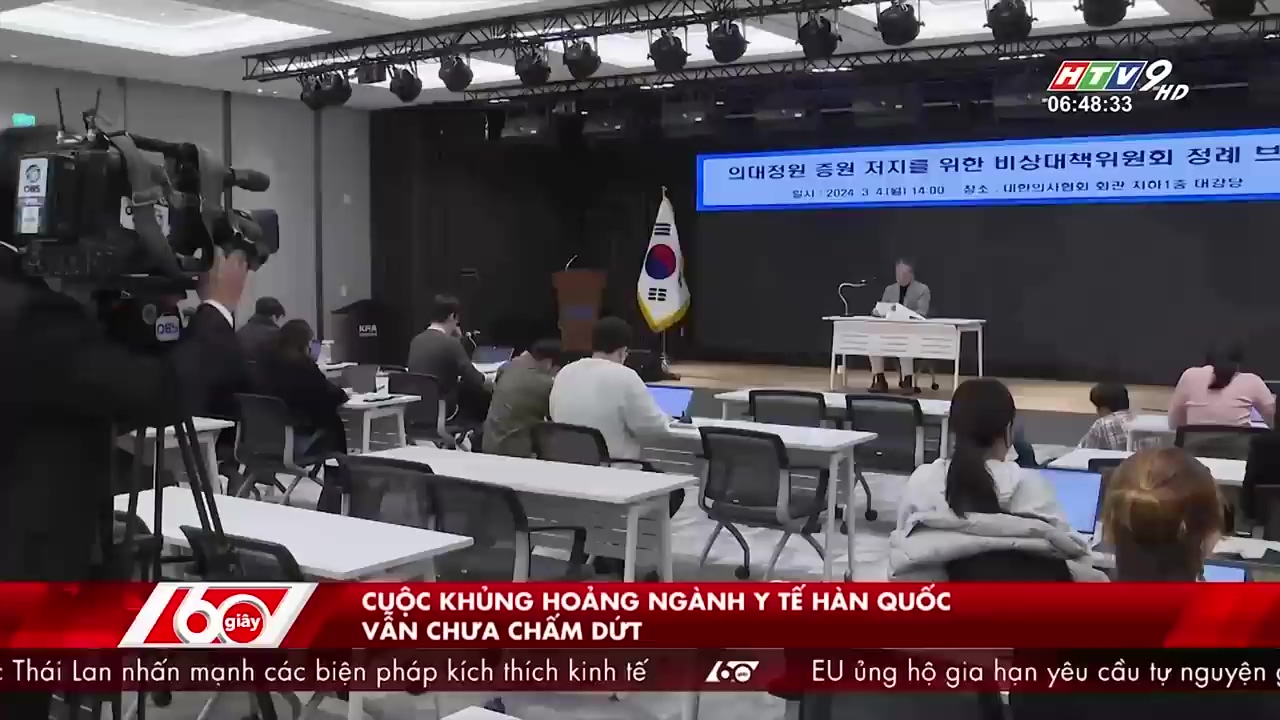 HTV9 HD
06:48:33
의대정원 증원 저지를 위한 비상대책위원회 정례 브
일시 : 2024. 3. 4.(월) 14:00 장소 : 대한의사협회 회관 지하1층 대강당
OBS
OBS
KMA
60 giây
CUỘC KHỦNG HOẢNG NGÀNH Y TẾ HÀN QUỐC
VẪN CHƯA CHẤM DỨT
Thái Lan nhấn mạnh các biện pháp kích thích kinh tế 60 giây EU ủng hộ gia hạn yêu cầu tự nguyện